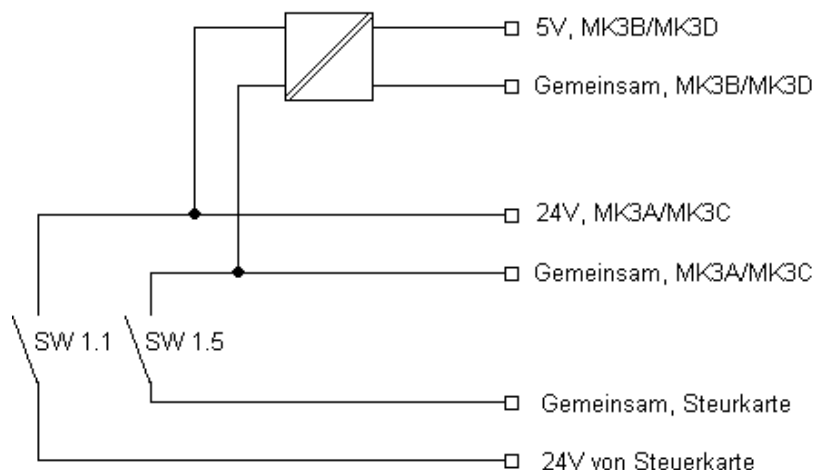 5V, MK3B/MK3D
Gemeinsam, MK3B/MK3D
24V, MK3A/MK3C
Gemeinsam, MK3A/MK3C
SW 1.1
SW 1.5
Gemeinsam, Steurkarte
24V von Steuerkarte